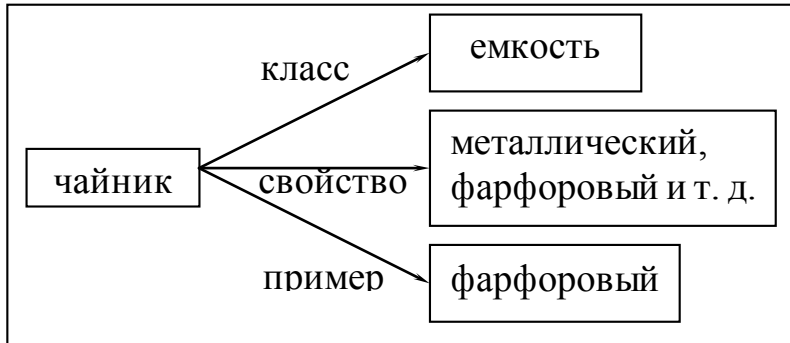 емкость
класс
металлический,
фарфоровый и т. д.
чайник
свойство
пример
фарфоровый